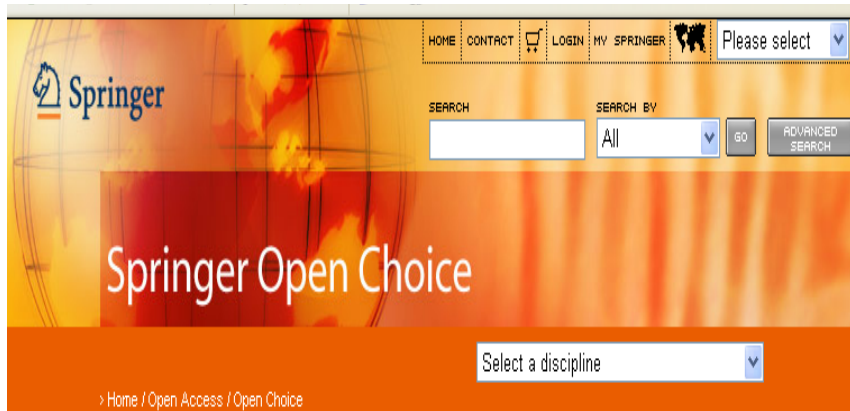 HOME CONTACT LOGIN MY SPRINGER Please select
Springer
SEARCH SEARCH BY
All GO ADVANCED SEARCH
Springer Open Choice
Select a discipline
› Home / Open Access / Open Choice